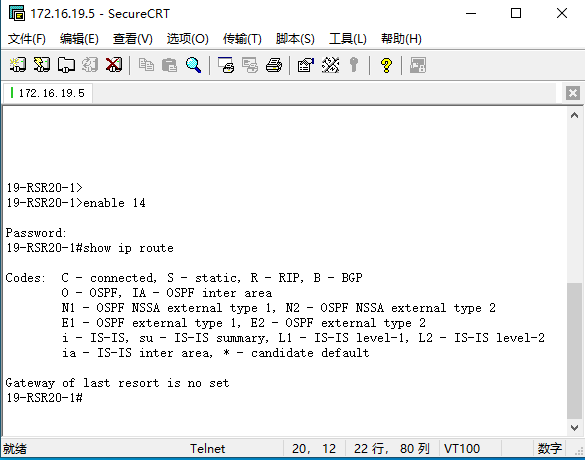 172.16.19.5 - SecureCRT
文件(F) 编辑(E) 查看(V) 选项(O) 传输(T) 脚本(S) 工具(L) 帮助(H)
172.16.19.5
19-RSR20-1>
19-RSR20-1>enable 14
Password:
19-RSR20-1#show ip route
Codes:  C - connected, S - static, R - RIP, B - BGP
        O - OSPF, IA - OSPF inter area
        N1 - OSPF NSSA external type 1, N2 - OSPF NSSA external type 2
        E1 - OSPF external type 1, E2 - OSPF external type 2
        i - IS-IS, su - IS-IS summary, L1 - IS-IS level-1, L2 - IS-IS level-2
        ia - IS-IS inter area, * - candidate default
Gateway of last resort is no set
19-RSR20-1#
就绪 Telnet 20, 12 22 行, 80 列 VT100 数字